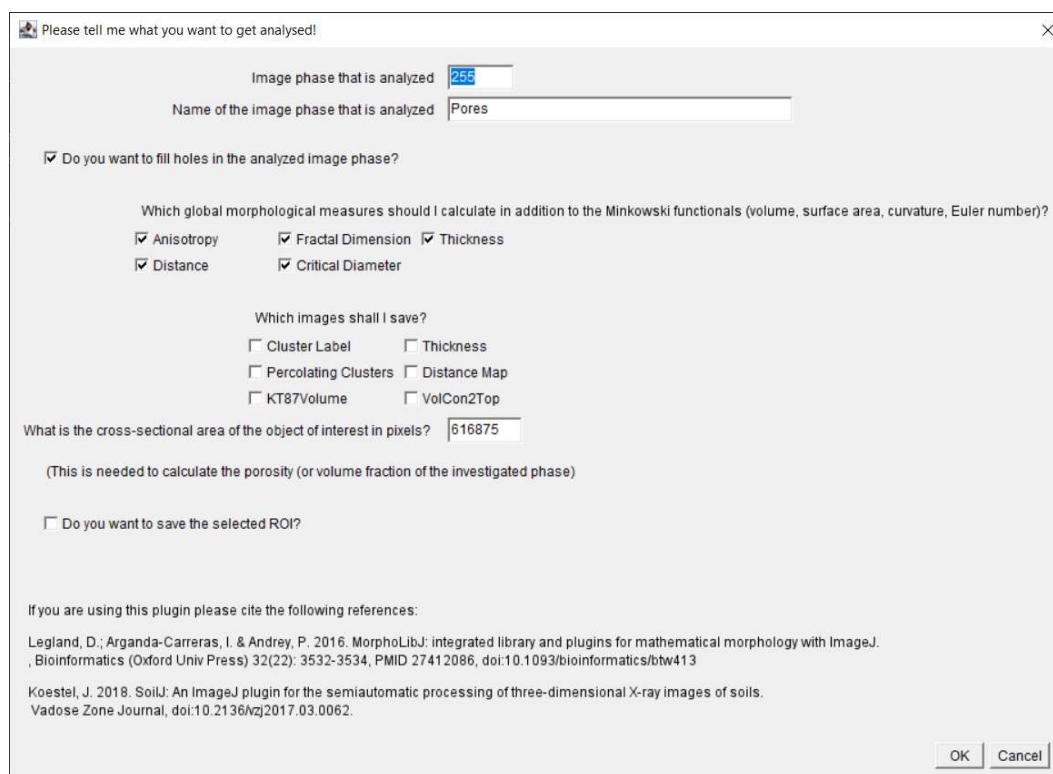 Please tell me what you want to get analysed!
Image phase that is analyzed 255
Name of the image phase that is analyzed Pores
Do you want to fill holes in the analyzed image phase?
Which global morphological measures should I calculate in addition to the Minkowski functionals (volume, surface area, curvature, Euler number)?
Anisotropy Fractal Dimension Thickness
Distance Critical Diameter
Which images shall I save?
Cluster Label Thickness
Percolating Clusters Distance Map
KT87Volume VolCon2Top
What is the cross-sectional area of the object of interest in pixels? 616875
(This is needed to calculate the porosity (or volume fraction of the investigated phase)
Do you want to save the selected ROI?
If you are using this plugin please cite the following references:
Legland, D.; Arganda-Carreras, I. & Andrey, P. 2016. MorphoLibJ: integrated library and plugins for mathematical morphology with ImageJ.
, Bioinformatics (Oxford Univ Press) 32(22): 3532-3534, PMID 27412086, doi:10.1093/bioinformatics/btw413
Koestel, J. 2018. SoilJ: An ImageJ plugin for the semiautomatic processing of three-dimensional X-ray images of soils.
Vadose Zone Journal, doi:10.2136/vzj2017.03.0062.
OK Cancel